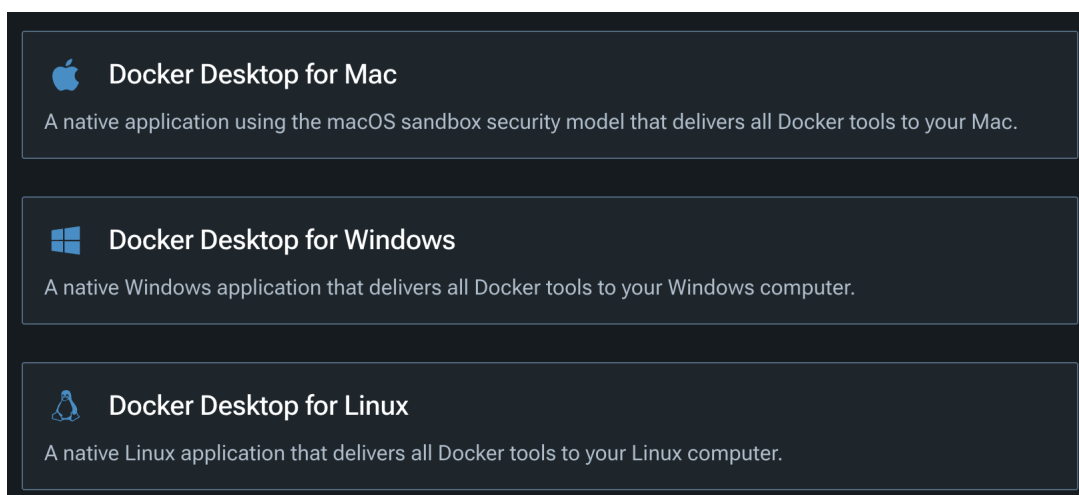 Docker Desktop for Mac
A native application using the macOS sandbox security model that delivers all Docker tools to your Mac.
Docker Desktop for Windows
A native Windows application that delivers all Docker tools to your Windows computer.
Docker Desktop for Linux
A native Linux application that delivers all Docker tools to your Linux computer.